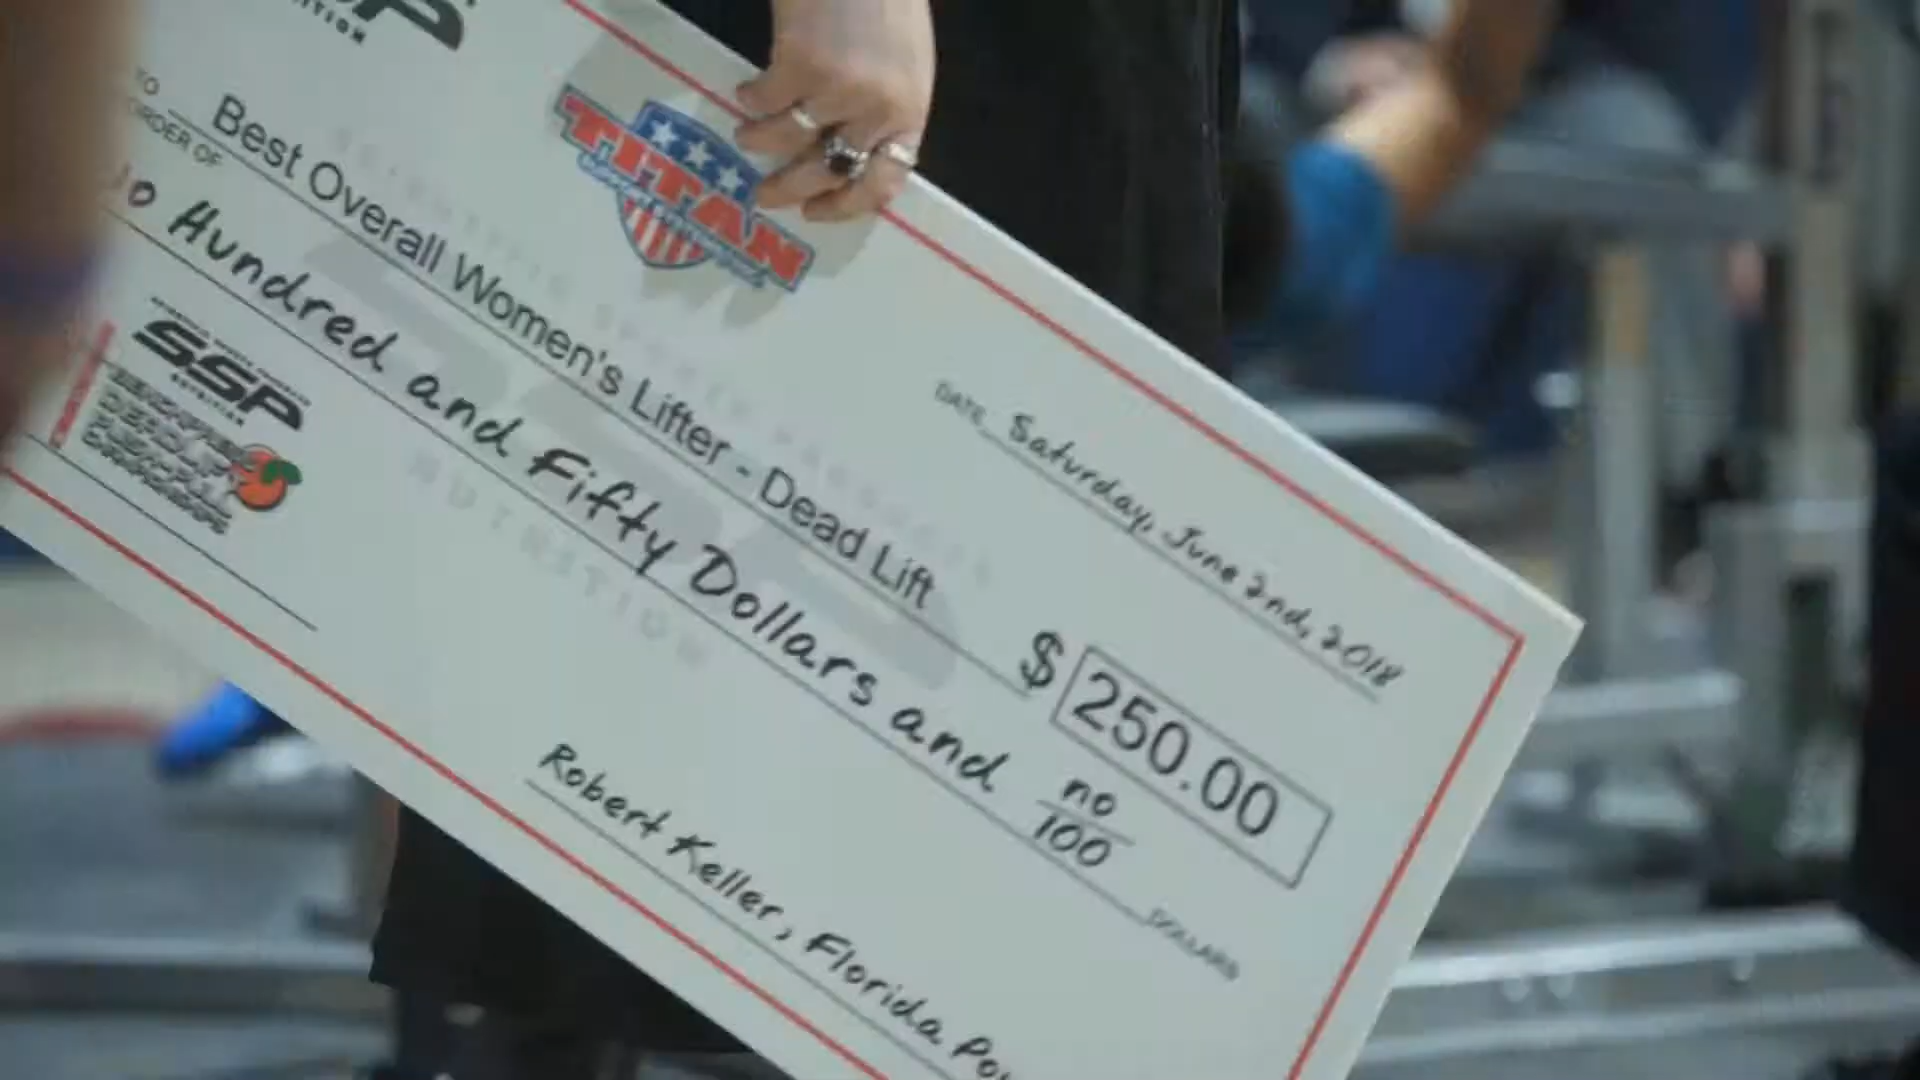 SSP
TITAN
TO
ORDER OF
Best Overall Women's Lifter - Dead Lift
DATE Saturday, June 2nd, 2018
$ 250.00
Hundred and Fifty Dollars and no/100
DOLLARS
SSP
NUTRITION
Robert Keller, Florida